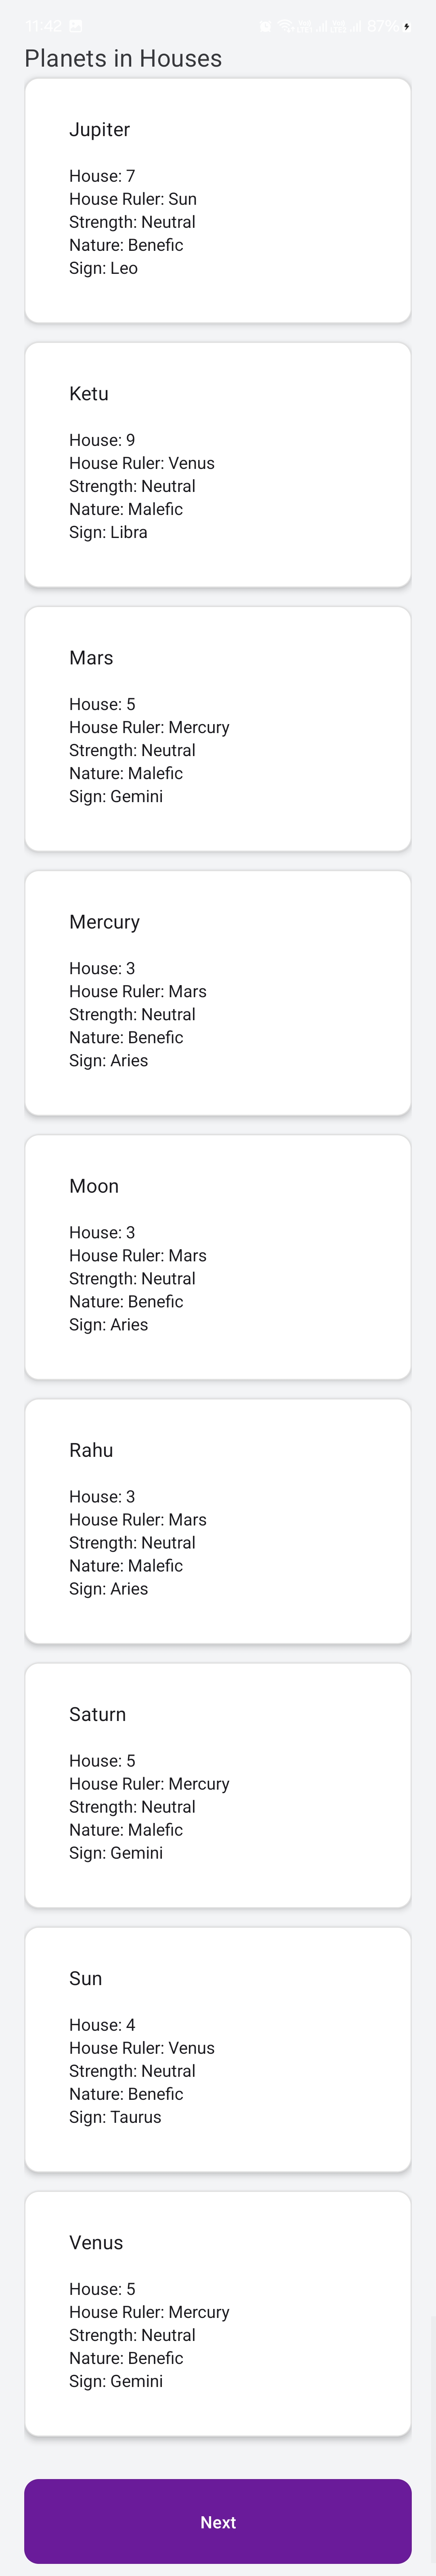 11:42
87%
Planets in Houses
Jupiter
House: 7
House Ruler: Sun
Strength: Neutral
Nature: Benefic
Sign: Leo
Ketu
House: 9
House Ruler: Venus
Strength: Neutral
Nature: Malefic
Sign: Libra
Mars
House: 5
House Ruler: Mercury
Strength: Neutral
Nature: Malefic
Sign: Gemini
Mercury
House: 3
House Ruler: Mars
Strength: Neutral
Nature: Benefic
Sign: Aries
Moon
House: 3
House Ruler: Mars
Strength: Neutral
Nature: Benefic
Sign: Aries
Rahu
House: 3
House Ruler: Mars
Strength: Neutral
Nature: Malefic
Sign: Aries
Saturn
House: 5
House Ruler: Mercury
Strength: Neutral
Nature: Malefic
Sign: Gemini
Sun
House: 4
House Ruler: Venus
Strength: Neutral
Nature: Benefic
Sign: Taurus
Venus
House: 5
House Ruler: Mercury
Strength: Neutral
Nature: Benefic
Sign: Gemini
Next